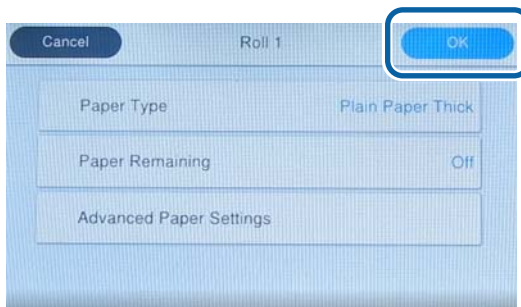 Cancel Roll 1 OK
Paper Type Plain Paper Thick
Paper Remaining Off
Advanced Paper Settings